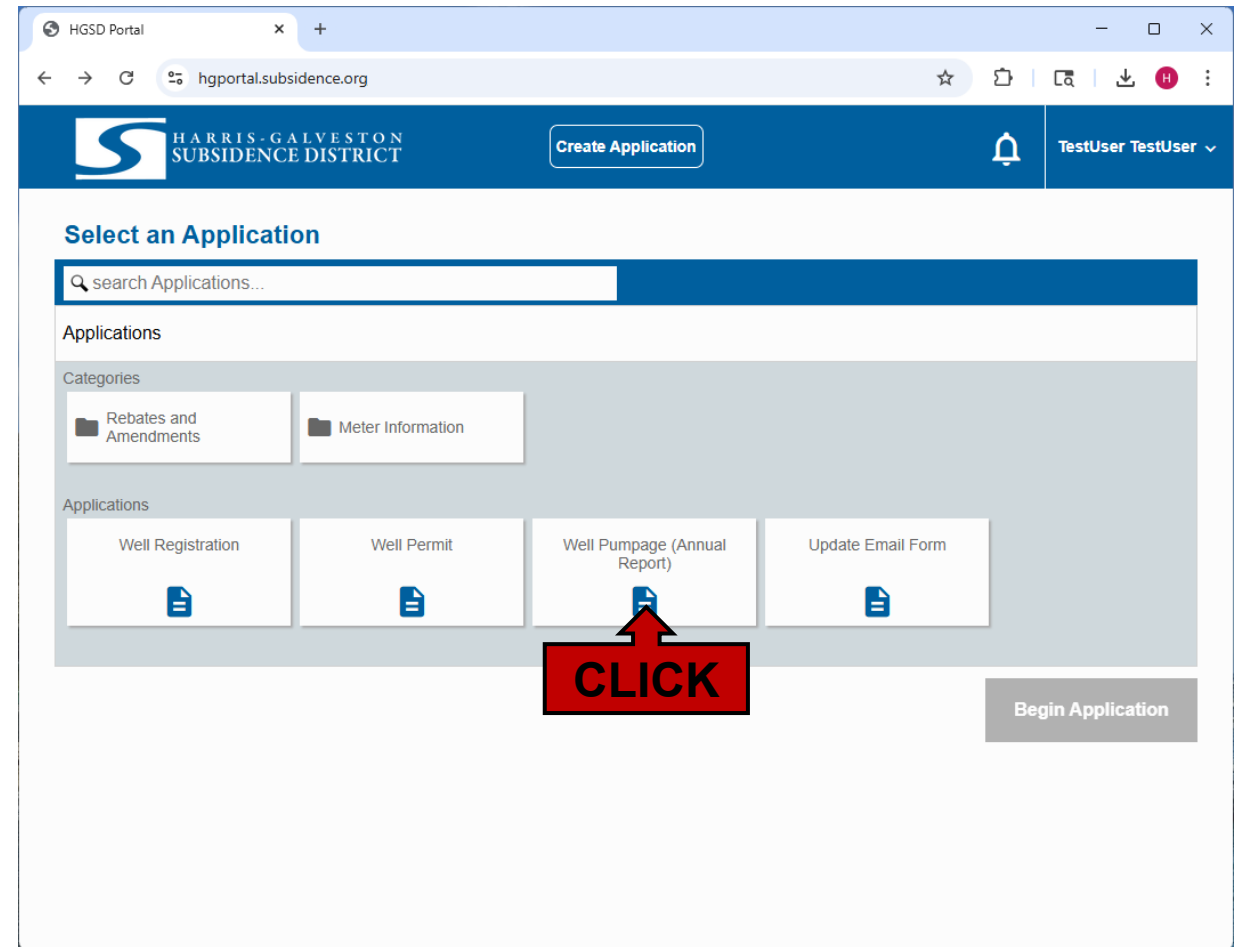 HGSD Portal
hgportal.subsidence.org
H
HARRIS-GALVESTON
SUBSIDENCE DISTRICT
Create Application
TestUser TestUser
Select an Application
search Applications...
Applications
Categories
Rebates and
Amendments
Meter Information
Applications
Well Registration
Well Permit
Well Pumpage (Annual
Report)
Update Email Form
CLICK
Begin Application